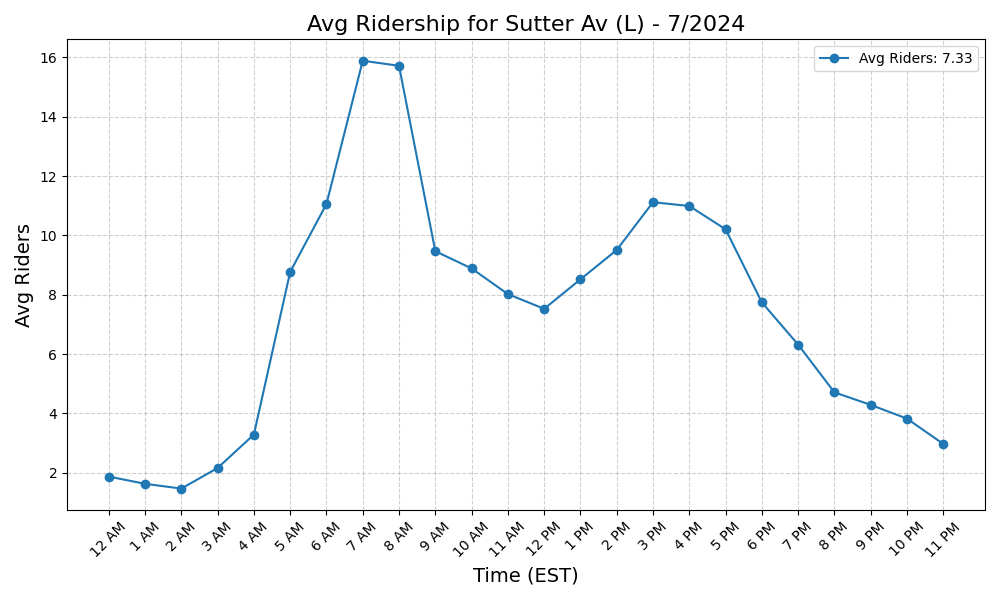 Avg Ridership for Sutter Av (L) - 7/2024
Avg Riders: 7.33
16
14
12
10
8
6
4
2
Avg Riders
12 AM
1 AM
2 AM
3 AM
4 AM
5 AM
6 AM
7 AM
8 AM
9 AM
10 AM
11 AM
12 PM
1 PM
2 PM
3 PM
4 PM
5 PM
6 PM
7 PM
8 PM
9 PM
10 PM
11 PM
Time (EST)